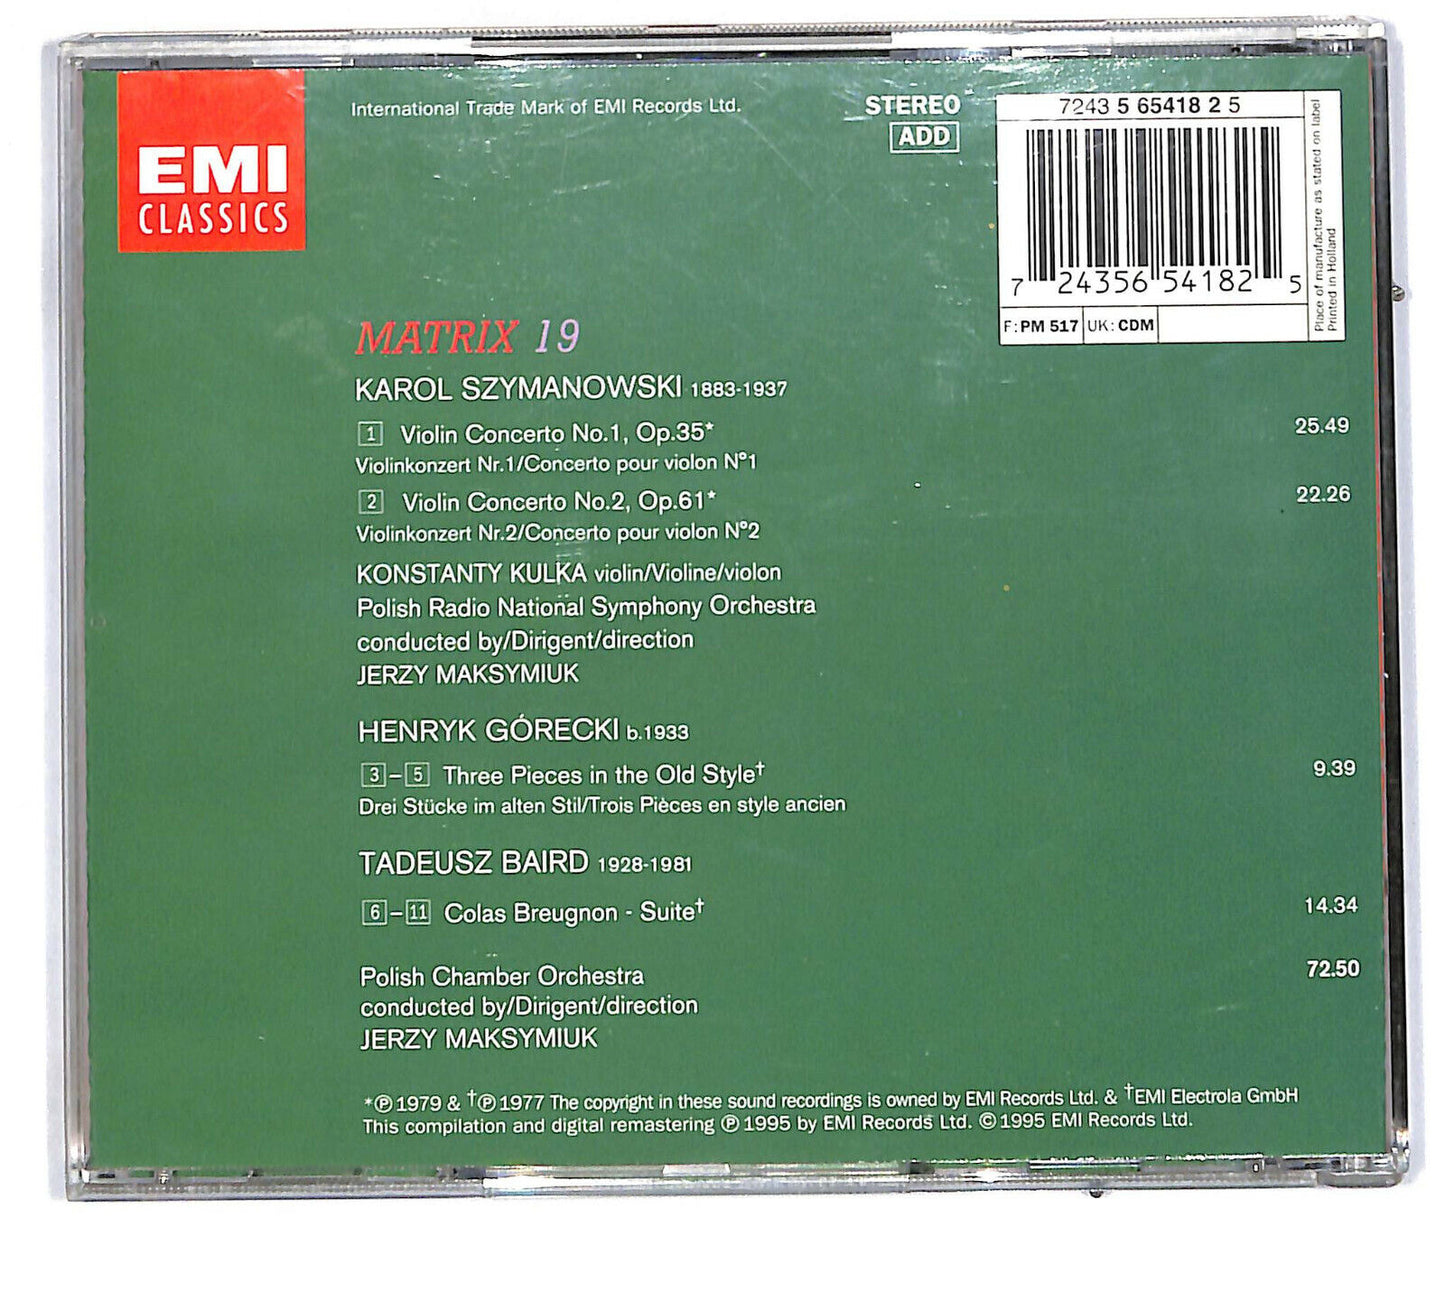 EMI
CLASSICS
International Trade Mark of EMI Records Ltd.
STEREO
ADD
7243 5 65418 2 5
7 24356 54182 5
F: PM 517 UK: CDM
Place of manufacture as stated on label
Printed in Holland
MATRIX 19
KAROL SZYMANOWSKI 1883-1937
1 Violin Concerto No.1, Op.35* 25.49
Violinkonzert Nr.1/Concerto pour violon N°1
2 Violin Concerto No.2, Op.61* 22.26
Violinkonzert Nr.2/Concerto pour violon N°2
KONSTANTY KULKA violin/Violine/violon
Polish Radio National Symphony Orchestra
conducted by/Dirigent/direction
JERZY MAKSYMIUK
HENRYK GÓRECKI b.1933
3–5 Three Pieces in the Old Style† 9.39
Drei Stücke im alten Stil/Trois Pièces en style ancien
TADEUSZ BAIRD 1928-1981
6–11 Colas Breugnon - Suite† 14.34
Polish Chamber Orchestra 72.50
conducted by/Dirigent/direction
JERZY MAKSYMIUK
*℗ 1979 & †℗ 1977 The copyright in these sound recordings is owned by EMI Records Ltd. & †EMI Electrola GmbH
This compilation and digital remastering ℗ 1995 by EMI Records Ltd. © 1995 EMI Records Ltd.